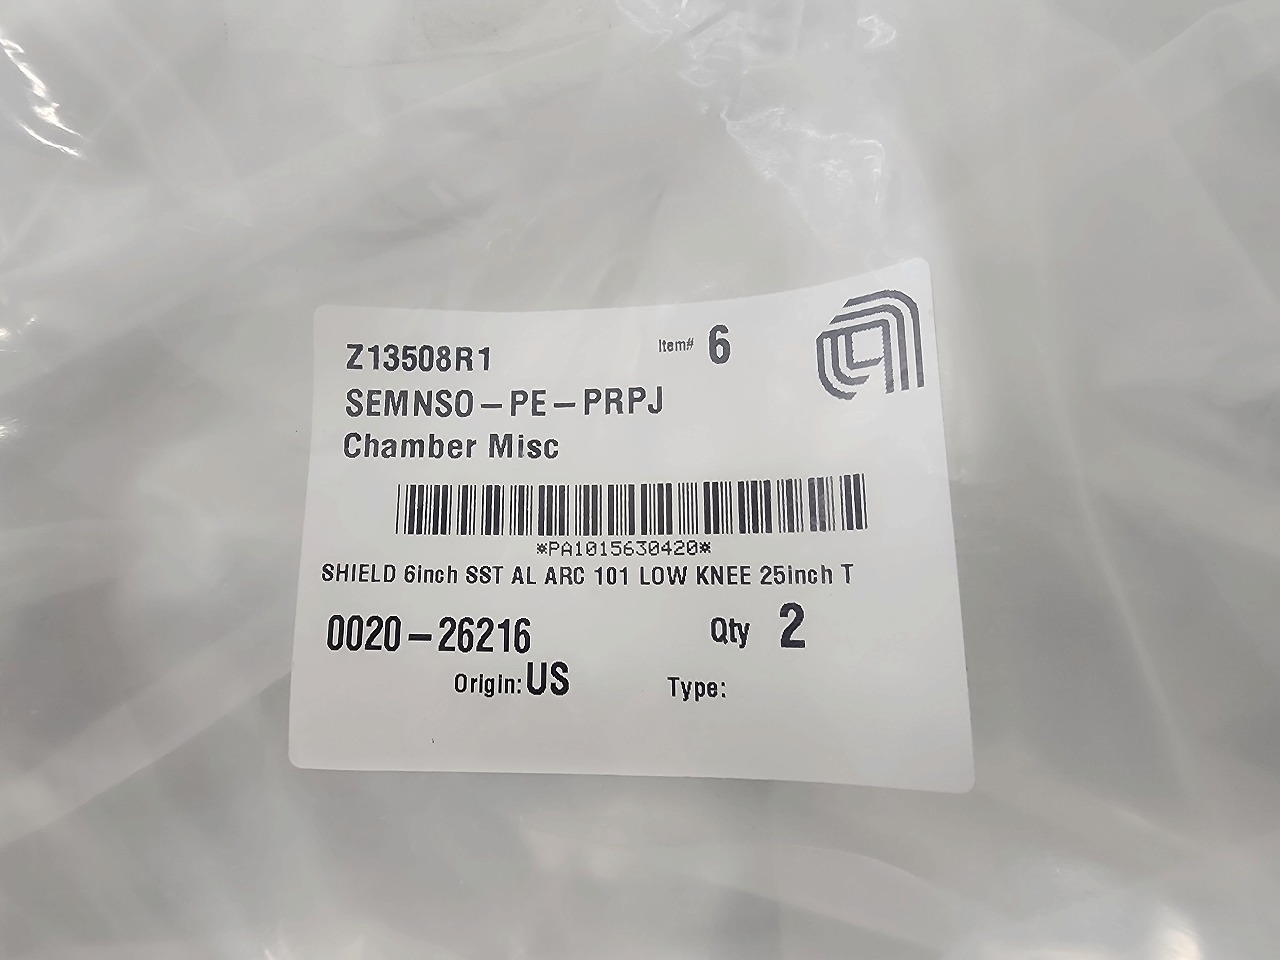 Z13508R1
Item# 6
SEMNSO-PE-PRPJ
Chamber Misc
*PA1015630420*
SHIELD 6inch SST AL ARC 101 LOW KNEE 25inch T
0020-26216
Qty 2
Origin: US
Type: